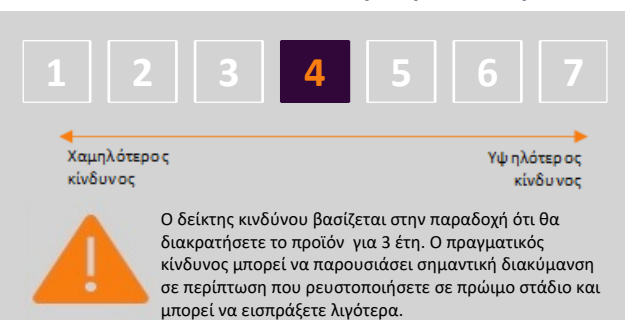 1 2 3 4 5 6 7
Χαμηλότερος Υψηλότερος
κίνδυνος κίνδυνος
Ο δείκτης κινδύνου βασίζεται στην παραδοχή ότι θα
διακρατήσετε το προϊόν για 3 έτη. Ο πραγματικός
κίνδυνος μπορεί να παρουσιάσει σημαντική διακύμανση
σε περίπτωση που ρευστοποιήσετε σε πρώιμο στάδιο και
μπορεί να εισπράξετε λιγότερα.